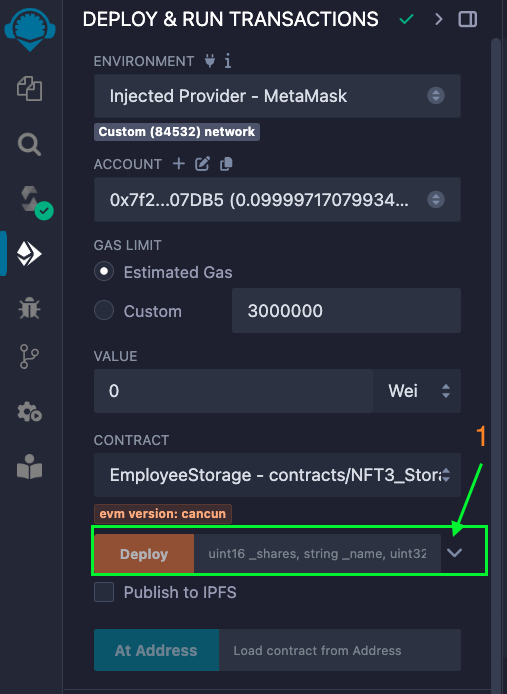 DEPLOY & RUN TRANSACTIONS
ENVIRONMENT
Injected Provider - MetaMask
Custom (84532) network
ACCOUNT
0x7f2...07DB5 (0.09999717079934...
GAS LIMIT
Estimated Gas
Custom
3000000
VALUE
0 Wei
1
CONTRACT
EmployeeStorage - contracts/NFT3_Stora
evm version: cancun
Deploy uint16 _shares, string _name, uint32
Publish to IPFS
At Address Load contract from Address